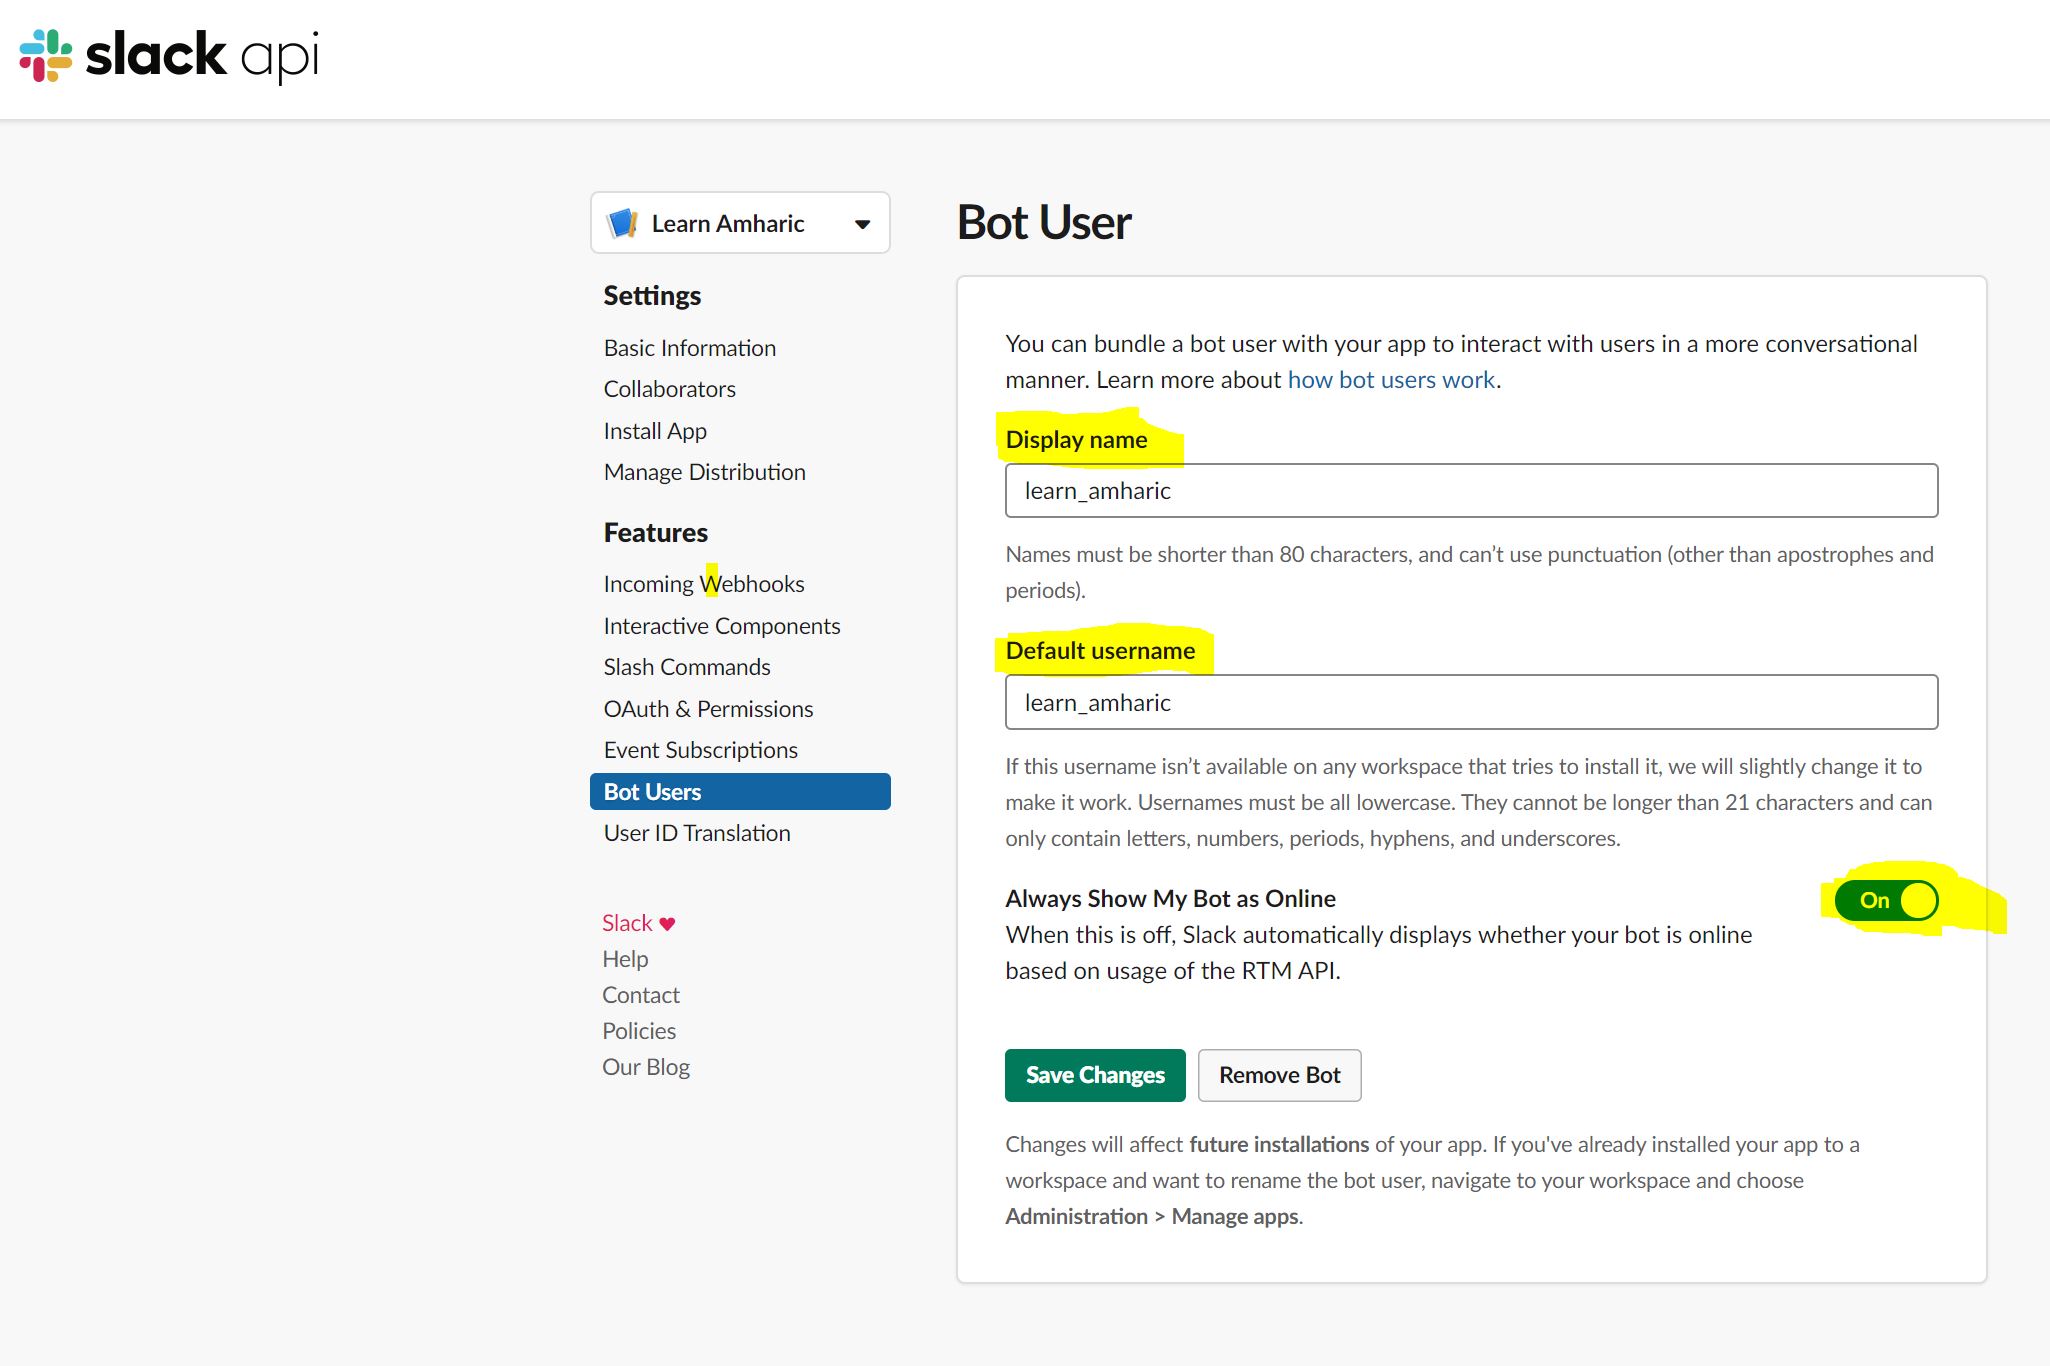 slack api
Learn Amharic
Settings
Basic Information
Collaborators
Install App
Manage Distribution
Features
Incoming Webhooks
Interactive Components
Slash Commands
OAuth & Permissions
Event Subscriptions
Bot Users
User ID Translation
Slack ♥
Help
Contact
Policies
Our Blog
Bot User
You can bundle a bot user with your app to interact with users in a more conversational
manner. Learn more about how bot users work.
Display name
learn_amharic
Names must be shorter than 80 characters, and can’t use punctuation (other than apostrophes and
periods).
Default username
learn_amharic
If this username isn’t available on any workspace that tries to install it, we will slightly change it to
make it work. Usernames must be all lowercase. They cannot be longer than 21 characters and can
only contain letters, numbers, periods, hyphens, and underscores.
Always Show My Bot as Online
On
When this is off, Slack automatically displays whether your bot is online
based on usage of the RTM API.
Save Changes
Remove Bot
Changes will affect future installations of your app. If you've already installed your app to a
workspace and want to rename the bot user, navigate to your workspace and choose
Administration > Manage apps.